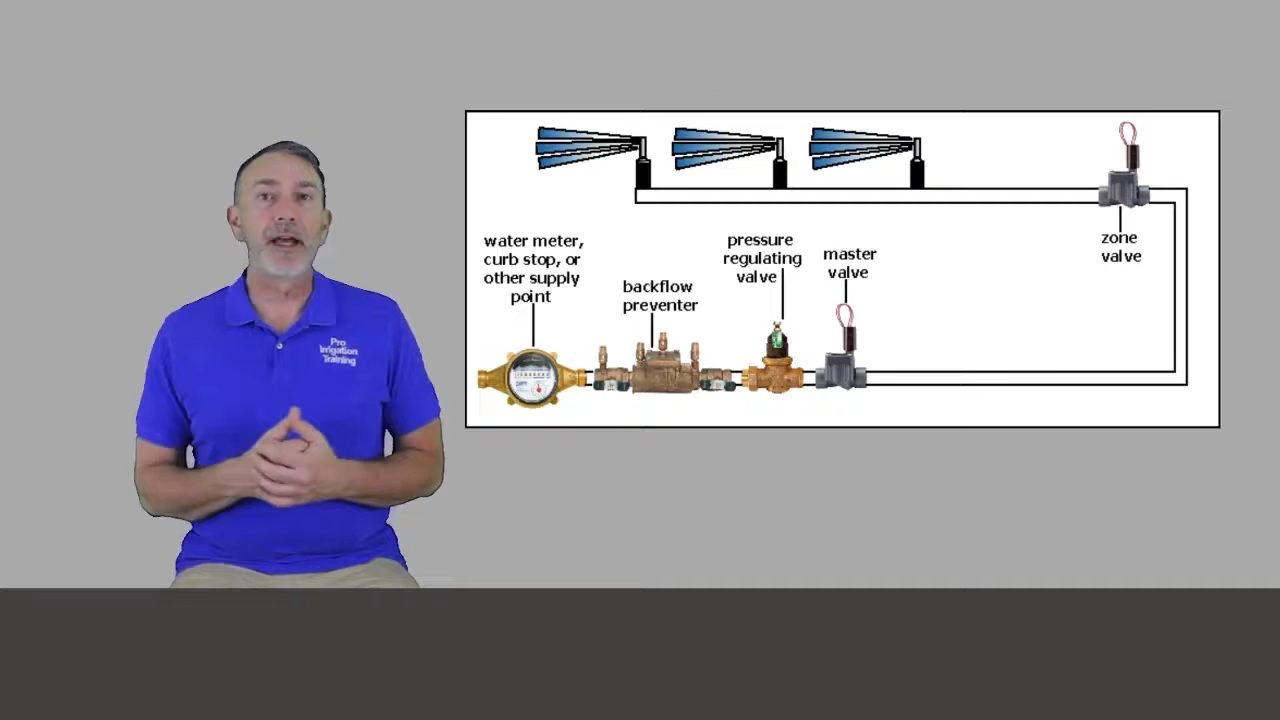 Pro
Irrigation
Training
water meter,
curb stop, or
other supply
point
backflow
preventer
pressure
regulating
valve
master
valve
zone
valve